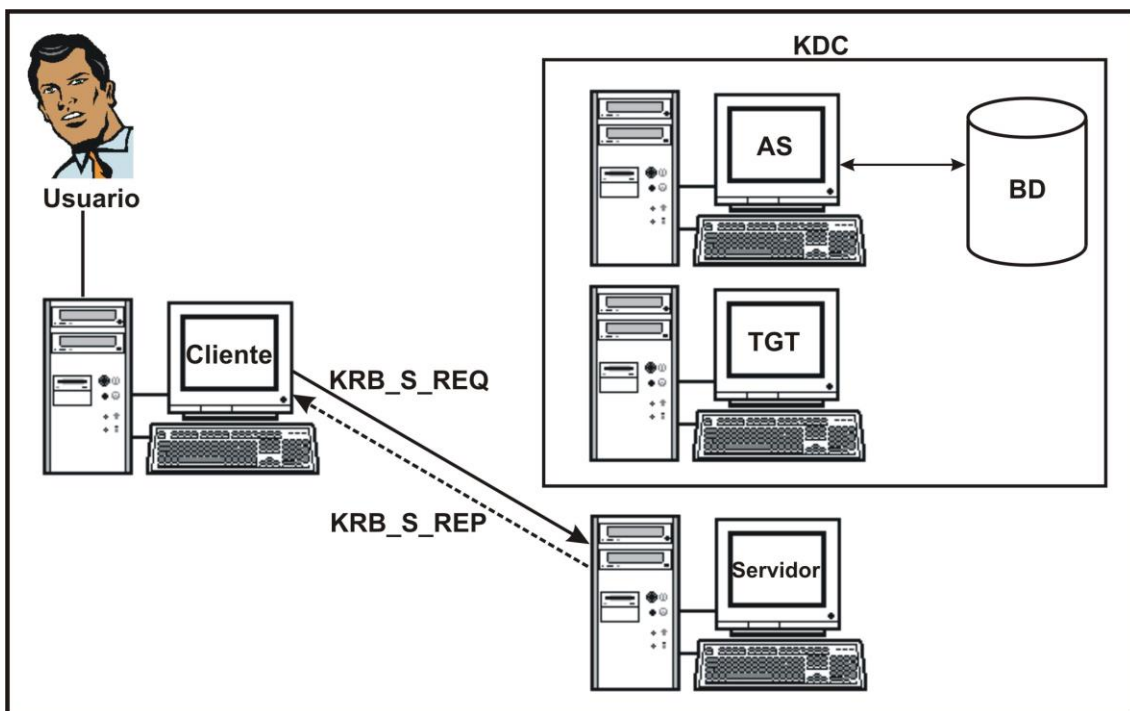 KDC
AS
BD
Usuario
TGT
Cliente
KRB_S_REQ
KRB_S_REP
Servidor